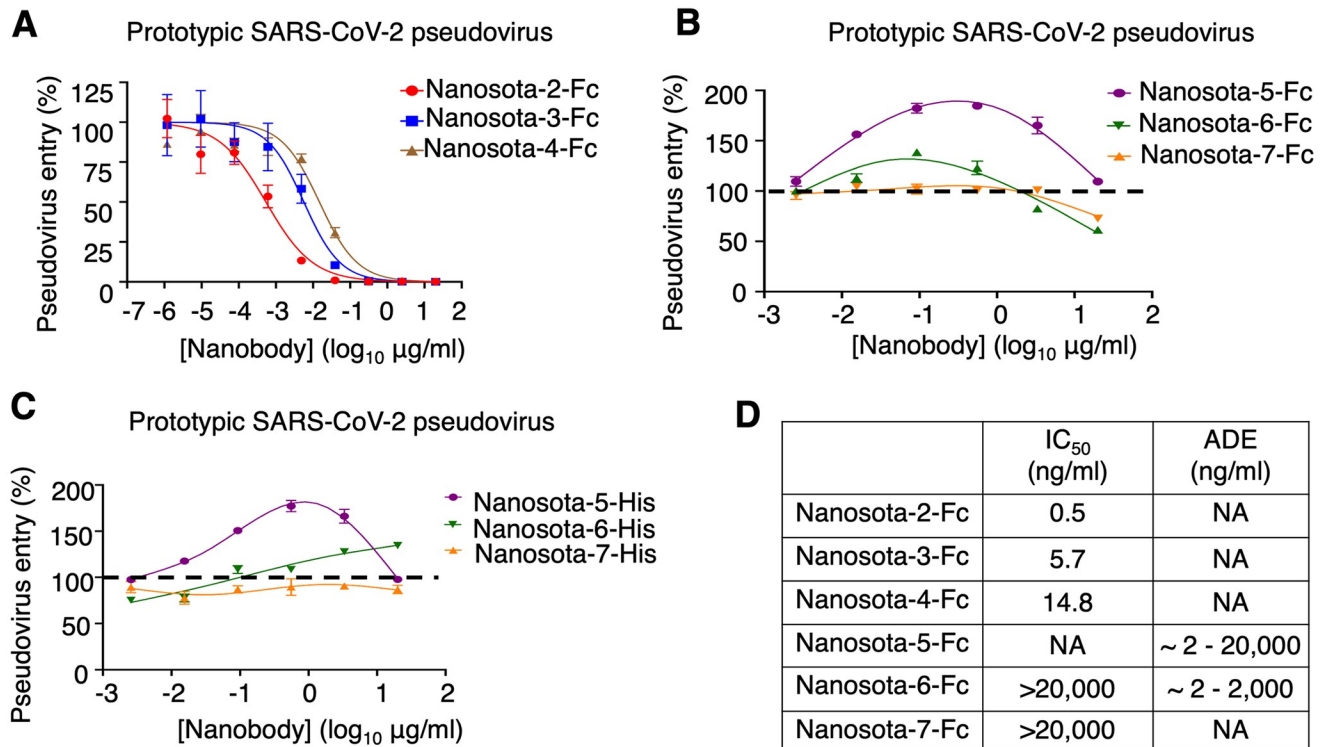 A
Prototypic SARS-CoV-2 pseudovirus
Pseudovirus entry (%)
125
100
75
50
25
0
-7 -6 -5 -4 -3 -2 -1 0 1 2
[Nanobody] (log10 μg/ml)
Nanosota-2-Fc
Nanosota-3-Fc
Nanosota-4-Fc
B
Prototypic SARS-CoV-2 pseudovirus
Pseudovirus entry (%)
200
150
100
50
0
-3 -2 -1 0 1 2
[Nanobody] (log10 μg/ml)
Nanosota-5-Fc
Nanosota-6-Fc
Nanosota-7-Fc
C
Prototypic SARS-CoV-2 pseudovirus
Pseudovirus entry (%)
200
150
100
50
0
-3 -2 -1 0 1 2
[Nanobody] (log10 μg/ml)
Nanosota-5-His
Nanosota-6-His
Nanosota-7-His
D
IC50 (ng/ml) ADE (ng/ml)
Nanosota-2-Fc 0.5 NA
Nanosota-3-Fc 5.7 NA
Nanosota-4-Fc 14.8 NA
Nanosota-5-Fc NA ~ 2 - 20,000
Nanosota-6-Fc >20,000 ~ 2 - 2,000
Nanosota-7-Fc >20,000 NA